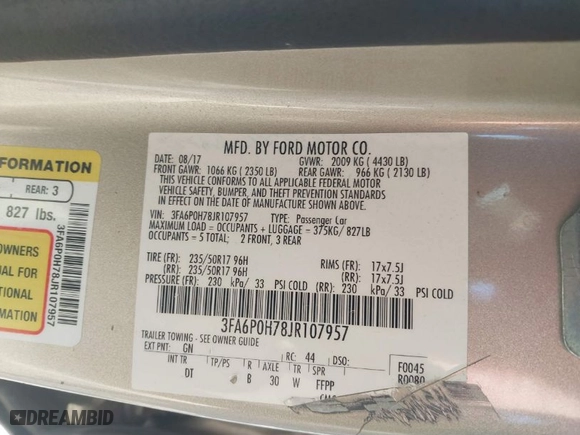 MFD. BY FORD MOTOR CO.
DATE: 08/17 GVWR: 2009 KG ( 4430 LB)
FRONT GAWR: 1066 KG ( 2350 LB) REAR GAWR: 966 KG ( 2130 LB)
THIS VEHICLE CONFORMS TO ALL APPLICABLE FEDERAL MOTOR
VEHICLE SAFETY, BUMPER, AND THEFT PREVENTION STANDARDS
IN EFFECT ON THE DATE OF MANUFACTURE SHOWN ABOVE.
VIN: 3FA6P0H78JR107957 TYPE: Passenger Car
MAXIMUM LOAD = OCCUPANTS + LUGGAGE = 375KG/ 827LB
OCCUPANTS = 5 TOTAL; 2 FRONT, 3 REAR
TIRE (FR): 235/50R17 96H RIMS (FR): 17x7.5J
(RR): 235/50R17 96H (RR): 17x7.5J
PRESSURE (FR): 230 kPa/ 33 PSI COLD (RR): 230 kPa/ 33 PSI COLD
3FA6P0H78JR107957
TRAILER TOWING - SEE OWNER GUIDE
EXT PNT: GN RC: 44 DSO:
INT TR TP/PS R AXLE TR SPR F0045
DT B 30 W FFPP R0080
FORMATION
REAR: 3
827 lbs.
OWNERS
UAL FOR
TIONAL
MATION
3FA6P0H78JR107957
DREAMBID